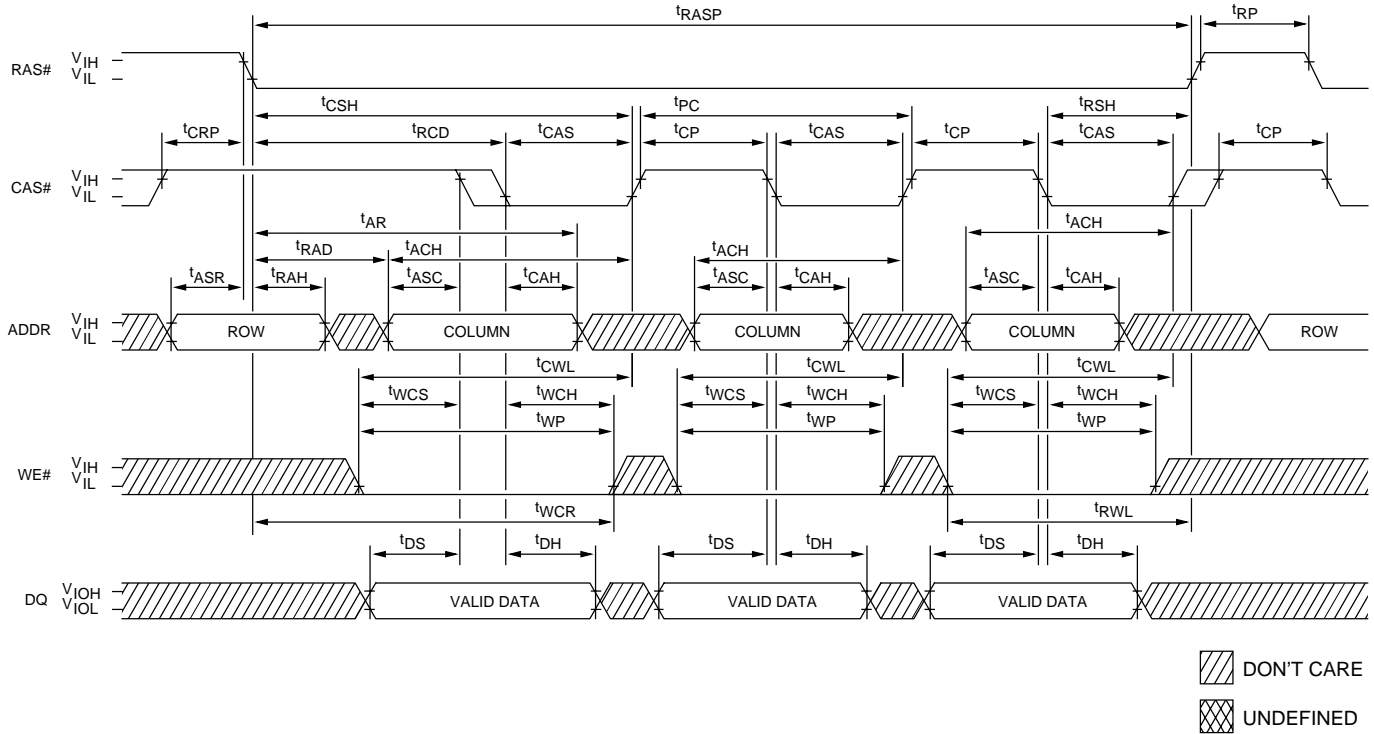 tRASP tRP
RAS# VIH
VIL
tCSH tPC tRSH
tCRP tRCD tCAS tCP tCAS tCP tCAS tCP
CAS# VIH
VIL
tAR
tRAD tACH tACH tACH
tASR tRAH tASC tCAH tASC tCAH tASC tCAH
ADDR VIH
VIL
ROW COLUMN COLUMN COLUMN ROW
tCWL tCWL tCWL
tWCS tWCH tWCS tWCH tWCS tWCH
tWP tWP tWP
WE# VIH
VIL
tWCR tRWL
tDS tDH tDS tDH tDS tDH
DQ VIOH
VIOL
VALID DATA VALID DATA VALID DATA
DON'T CARE
UNDEFINED